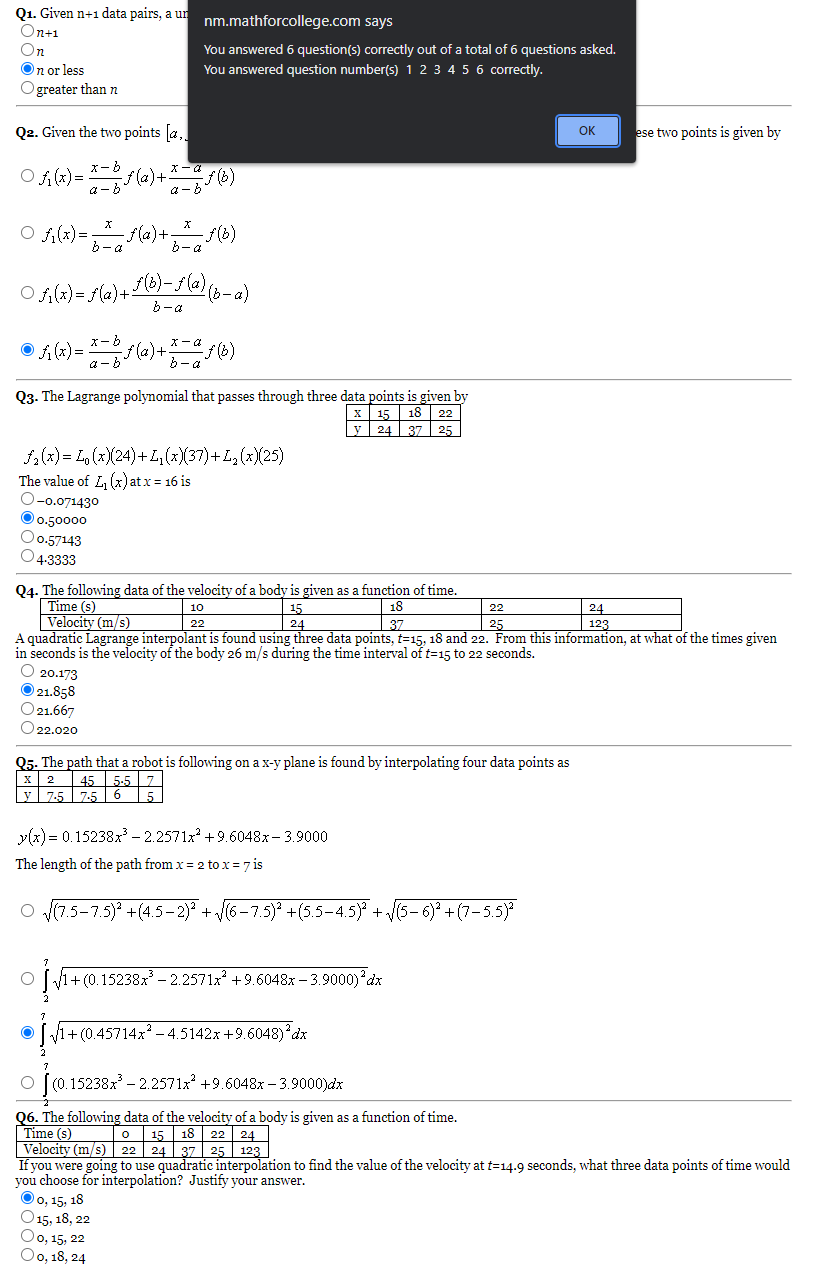 Q1. Given n+1 data pairs, a un
n+1
n
n or less
greater than n
nm.mathforcollege.com says
You answered 6 question(s) correctly out of a total of 6 questions asked.
You answered question number(s) 1 2 3 4 5 6 correctly.
OK
Q2. Given the two points [a, ese two points is given by
f₁(x)= (x−b)/(a−b) f(a)+ (x−a)/(a−b) f(b)
f₁(x)= x/(b−a) f(a)+ x/(b−a) f(b)
f₁(x)= f(a)+ (f(b)−f(a))/(b−a) (b−a)
f₁(x)= (x−b)/(a−b) f(a)+ (x−a)/(b−a) f(b)
Q3. The Lagrange polynomial that passes through three data points is given by
x 15 18 22
y 24 37 25
f₂(x)= L₀(x)(24)+L₁(x)(37)+L₂(x)(25)
The value of L₁(x) at x = 16 is
−0.071430
0.50000
0.57143
4.3333
Q4. The following data of the velocity of a body is given as a function of time.
Time (s) 10 15 18 22 24
Velocity (m/s) 22 24 37 25 123
A quadratic Lagrange interpolant is found using three data points, t=15, 18 and 22. From this information, at what of the times given
in seconds is the velocity of the body 26 m/s during the time interval of t=15 to 22 seconds.
20.173
21.858
21.667
22.020
Q5. The path that a robot is following on a x-y plane is found by interpolating four data points as
x 2 45 5.5 7
y 7.5 7.5 6 5
y(x)= 0.15238x³ − 2.2571x² +9.6048x− 3.9000
The length of the path from x = 2 to x = 7 is
√((7.5−7.5)² +(4.5−2)²) + √((6−7.5)² +(5.5−4.5)²) + √((5−6)² +(7−5.5)²)
∫₂⁷ √(1+(0.15238x³ −2.2571x² +9.6048x−3.9000)²) dx
∫₂⁷ √(1+(0.45714x² −4.5142x+9.6048)²) dx
∫₂⁷ (0.15238x³ −2.2571x² +9.6048x−3.9000)dx
Q6. The following data of the velocity of a body is given as a function of time.
Time (s) 0 15 18 22 24
Velocity (m/s) 22 24 37 25 123
If you were going to use quadratic interpolation to find the value of the velocity at t=14.9 seconds, what three data points of time would
you choose for interpolation? Justify your answer.
0, 15, 18
15, 18, 22
0, 15, 22
0, 18, 24